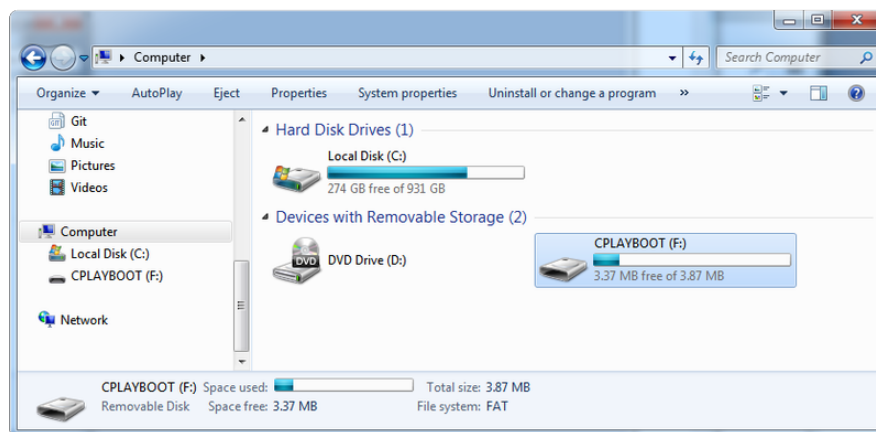 Computer
Search Computer
Organize AutoPlay Eject Properties System properties Uninstall or change a program »
Git
Music
Pictures
Videos
Computer
Local Disk (C:)
CPLAYBOOT (F:)
Network
Hard Disk Drives (1)
Local Disk (C:)
274 GB free of 931 GB
Devices with Removable Storage (2)
DVD Drive (D:)
DVD
CPLAYBOOT (F:)
3.37 MB free of 3.87 MB
CPLAYBOOT (F:) Space used: Total size: 3.87 MB
Removable Disk Space free: 3.37 MB File system: FAT